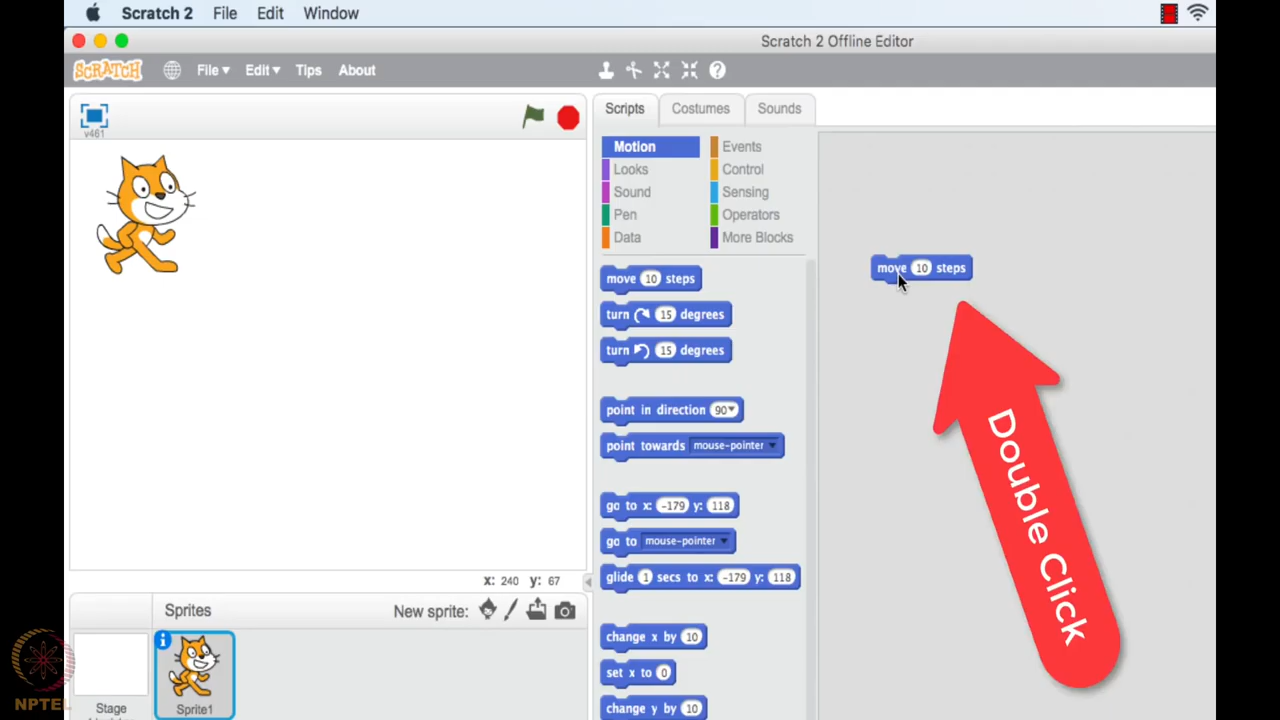 Scratch 2 File Edit Window
Scratch 2 Offline Editor
SCRATCH File▾ Edit▾ Tips About
v461
Scripts Costumes Sounds
Motion Events
Looks Control
Sound Sensing
Pen Operators
Data More Blocks
move 10 steps
turn 15 degrees
turn 15 degrees
point in direction 90▾
point towards mouse-pointer
go to x: -179 y: 118
go to mouse-pointer
glide 1 secs to x: -179 y: 118
change x by 10
set x to 0
change y by 10
move 10 steps
Double Click
x: 240 y: 67
Sprites New sprite:
Stage
Sprite1
NPTEL